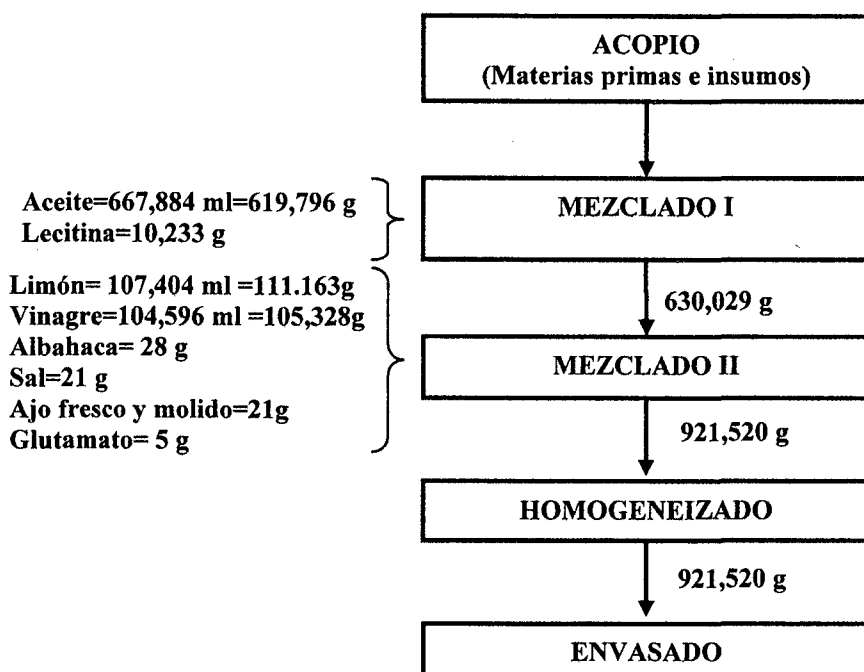 ACOPIO
(Materias primas e insumos)
Aceite=667,884 ml=619,796 g
Lecitina=10,233 g
MEZCLADO I
Limón= 107,404 ml =111.163g
Vinagre=104,596 ml =105,328g
Albahaca= 28 g
Sal=21 g
Ajo fresco y molido=21g
Glutamato= 5 g
630,029 g
MEZCLADO II
921,520 g
HOMOGENEIZADO
921,520 g
ENVASADO